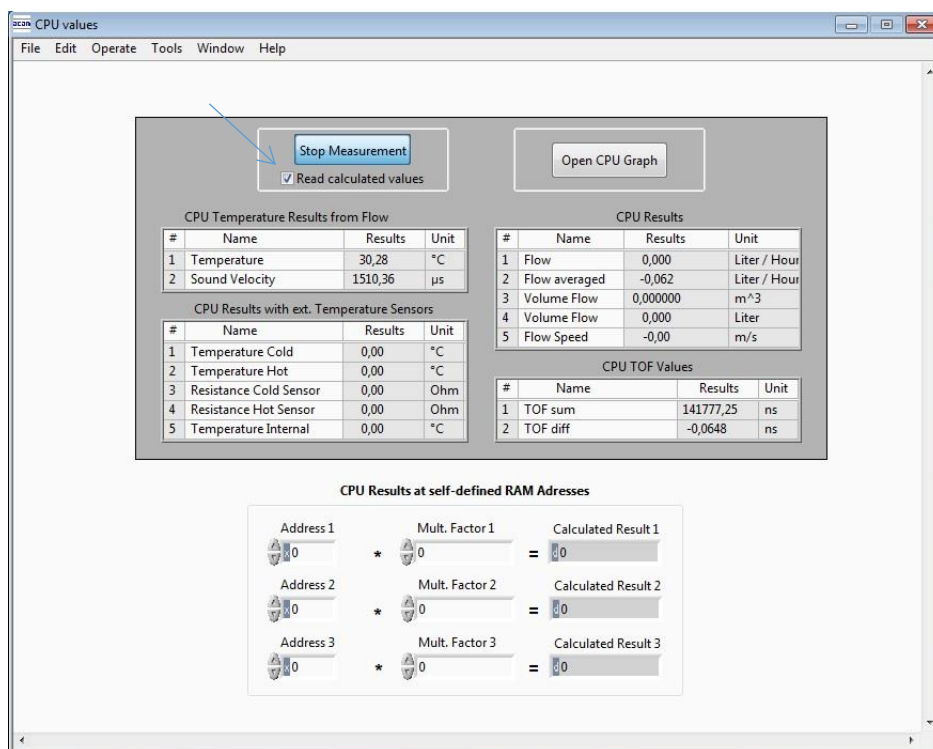 acan CPU values
File Edit Operate Tools Window Help
Stop Measurement
Read calculated values
Open CPU Graph
CPU Temperature Results from Flow
# Name Results Unit
1 Temperature 30,28 °C
2 Sound Velocity 1510,36 µs
CPU Results with ext. Temperature Sensors
# Name Results Unit
1 Temperature Cold 0,00 °C
2 Temperature Hot 0,00 °C
3 Resistance Cold Sensor 0,00 Ohm
4 Resistance Hot Sensor 0,00 Ohm
5 Temperature Internal 0,00 °C
CPU Results
# Name Results Unit
1 Flow 0,000 Liter / Hour
2 Flow averaged -0,062 Liter / Hour
3 Volume Flow 0,000000 m^3
4 Volume Flow 0,000 Liter
5 Flow Speed -0,00 m/s
CPU TOF Values
# Name Results Unit
1 TOF sum 141777,25 ns
2 TOF diff -0,0648 ns
CPU Results at self-defined RAM Adresses
Address 1 Mult. Factor 1 Calculated Result 1
x 0 * 0 = d 0
Address 2 Mult. Factor 2 Calculated Result 2
x 0 * 0 = d 0
Address 3 Mult. Factor 3 Calculated Result 3
x 0 * 0 = d 0